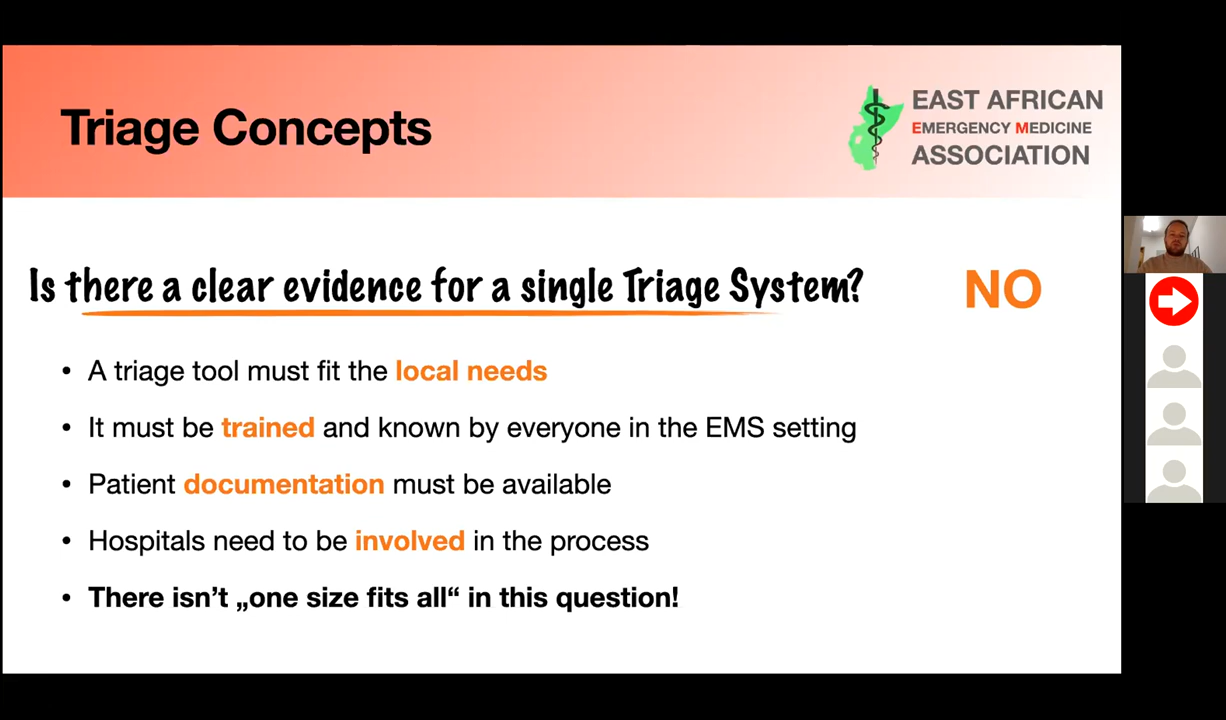 Triage Concepts
EAST AFRICAN
EMERGENCY MEDICINE
ASSOCIATION
Is there a clear evidence for a single Triage System?
NO
• A triage tool must fit the local needs
• It must be trained and known by everyone in the EMS setting
• Patient documentation must be available
• Hospitals need to be involved in the process
• There isn’t „one size fits all“ in this question!